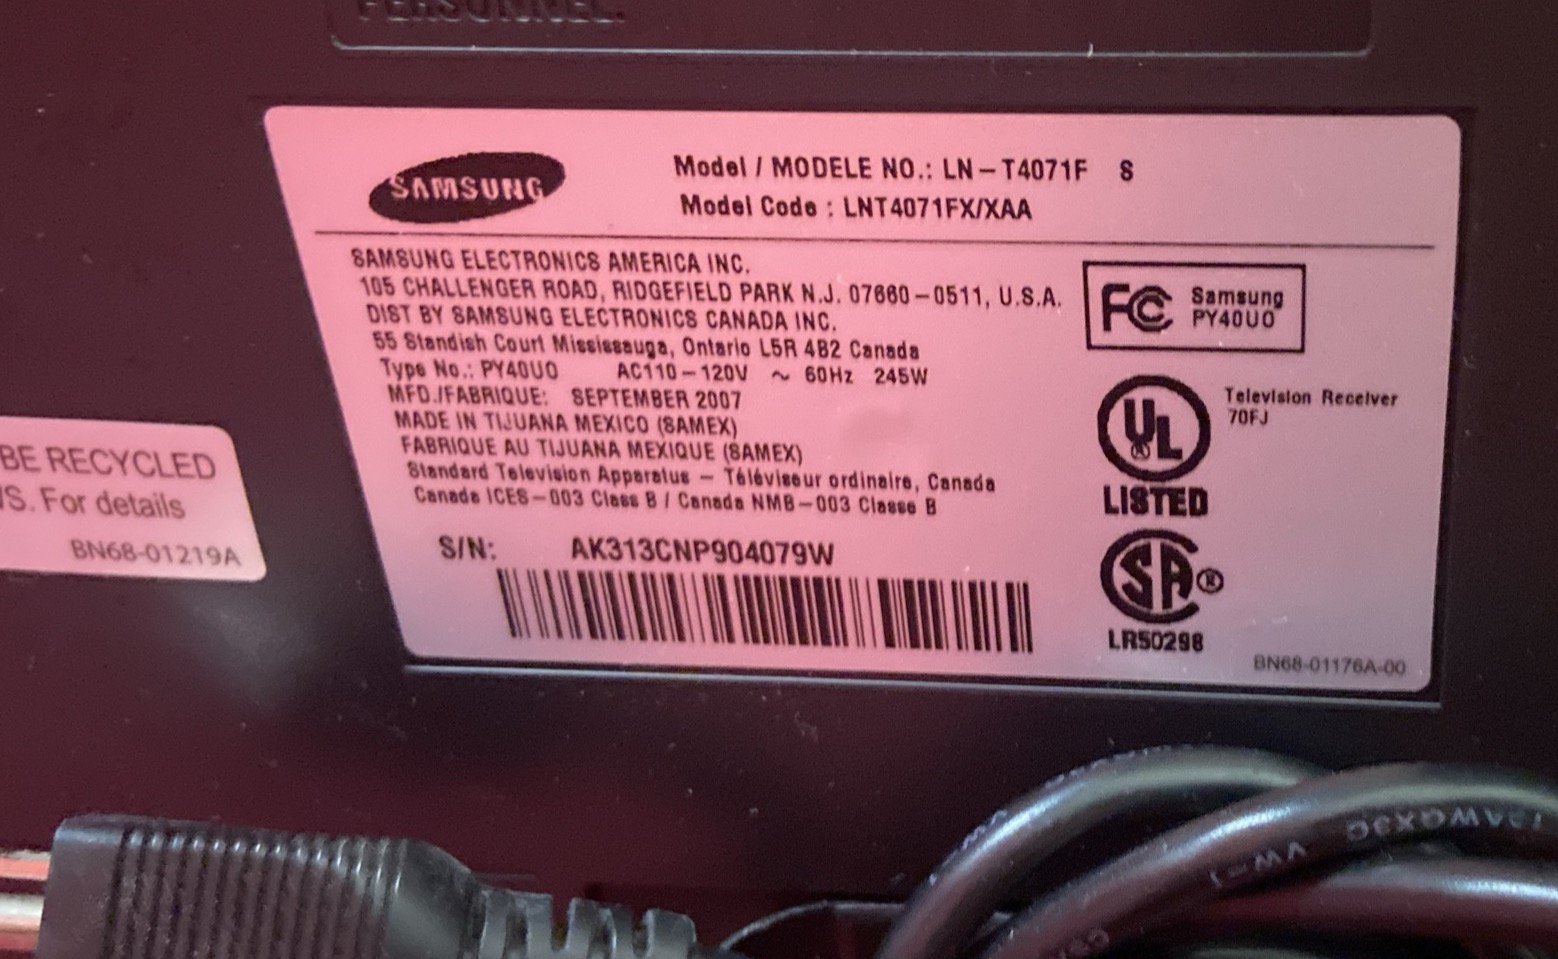 PERSONNEL.
SAMSUNG
Model / MODELE NO.: LN-T4071F S
Model Code : LNT4071FX/XAA
SAMSUNG ELECTRONICS AMERICA INC.
105 CHALLENGER ROAD, RIDGEFIELD PARK N.J. 07660-0511, U.S.A.
DIST BY SAMSUNG ELECTRONICS CANADA INC.
55 Standish Court Mississauga, Ontario L5R 4B2 Canada
Type No.: PY40UO AC110-120V ~ 60Hz 245W
MFD./FABRIQUE: SEPTEMBER 2007
MADE IN TIJUANA MEXICO (SAMEX)
FABRIQUE AU TIJUANA MEXIQUE (SAMEX)
Standard Television Apparatus - Téléviseur ordinaire, Canada
Canada ICES-003 Class B / Canada NMB-003 Classe B
S/N: AK313CNP904079W
FC Samsung
PY40UO
UL
LISTED
Television Receiver
70FJ
SA®
LR50298
BN68-01176A-00
BE RECYCLED
/S. For details
BN68-01219A
VW-1